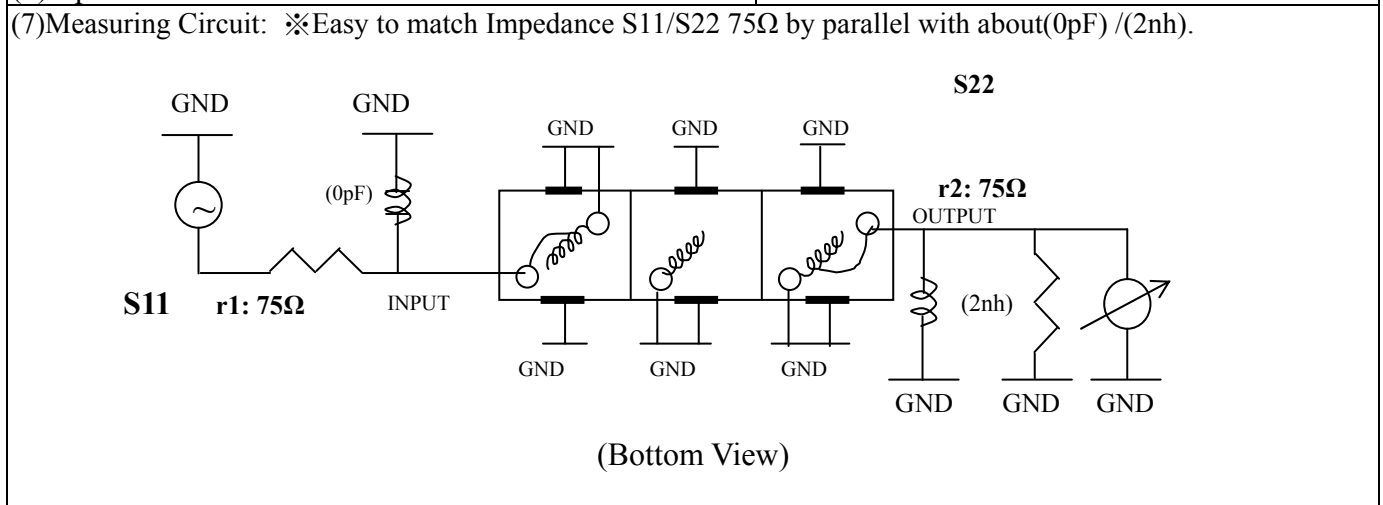 (7)Measuring Circuit: ※Easy to match Impedance S11/S22 75Ω by parallel with about(0pF) /(2nh).
S22
GND
GND
GND
GND
GND
(0pF)
r2: 75Ω
OUTPUT
S11
r1: 75Ω
INPUT
(2nh)
GND
GND
GND
GND
GND
GND
(Bottom View)